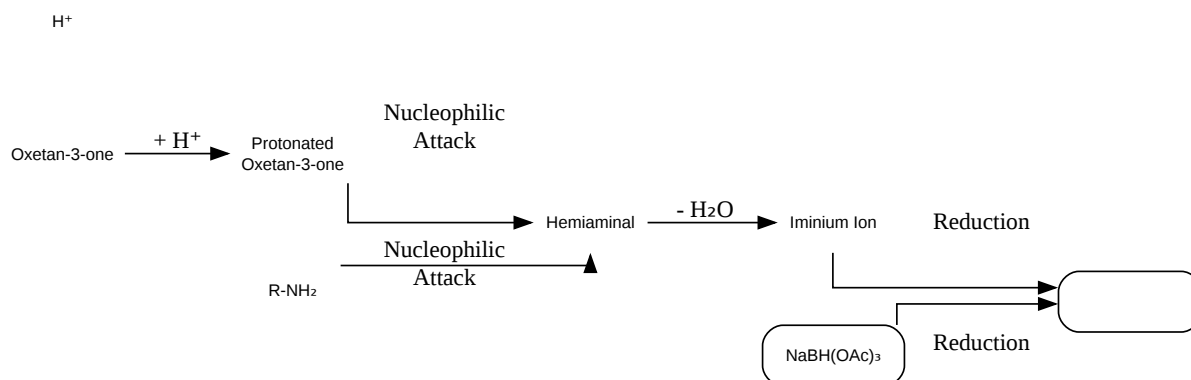 H⁺
Nucleophilic
Attack
Oxetan-3-one
+ H⁺
Protonated
Oxetan-3-one
Hemiaminal
- H₂O
Iminium Ion
Reduction
Nucleophilic
Attack
R-NH₂
NaBH(OAc)₃
Reduction